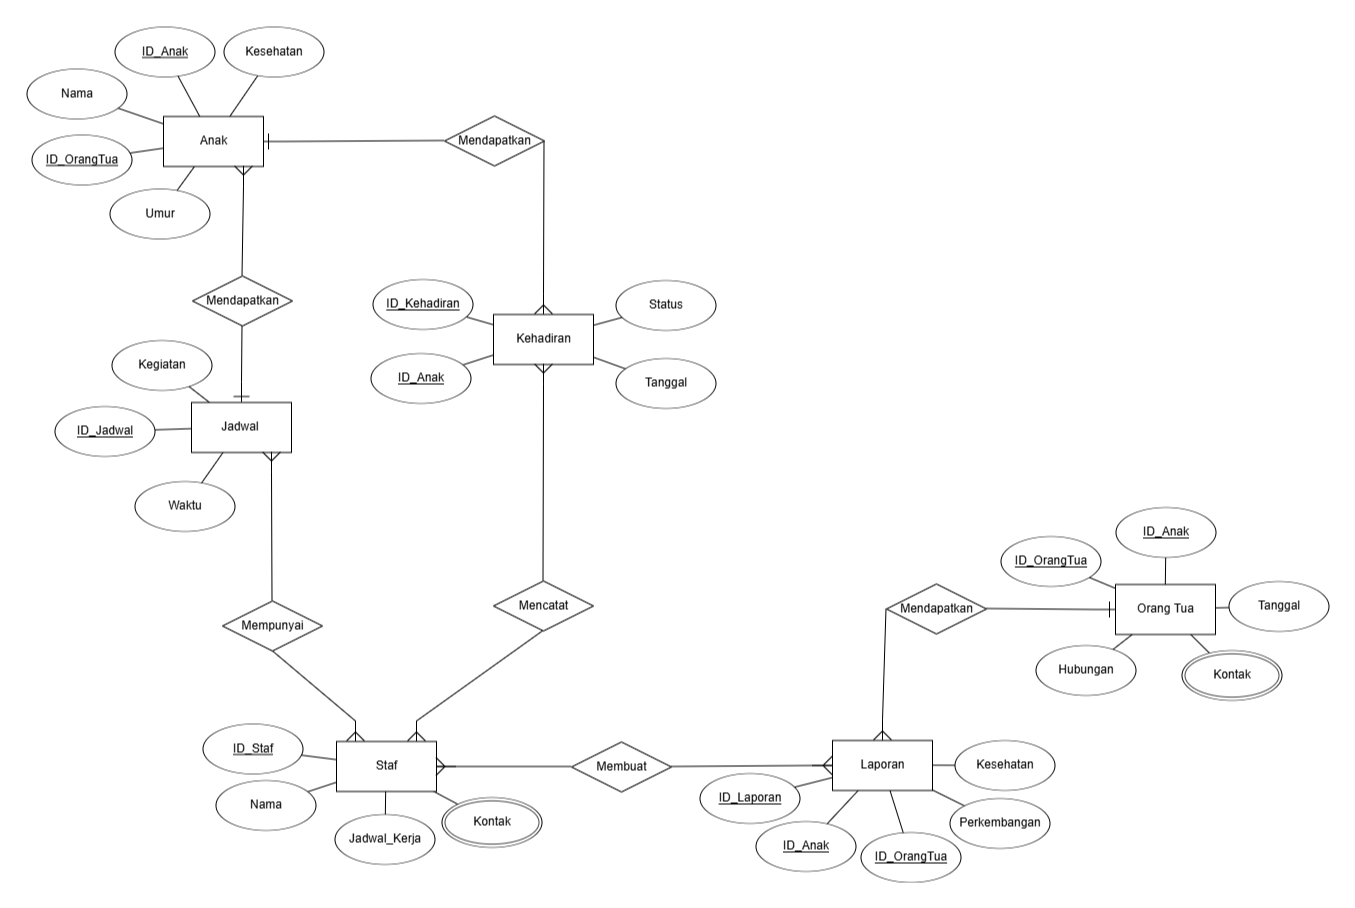 ID_Anak
Kesehatan
Nama
Anak
Mendapatkan
ID_OrangTua
Umur
Mendapatkan
ID_Kehadiran
Status
Kehadiran
Kegiatan
ID_Anak
Tanggal
Jadwal
ID_Jadwal
Waktu
ID_Anak
ID_OrangTua
Mencatat
Mendapatkan
Orang Tua
Tanggal
Mempunyai
Hubungan
Kontak
ID_Staf
Staf
Membuat
Laporan
Kesehatan
Nama
ID_Laporan
Kontak
Perkembangan
Jadwal_Kerja
ID_Anak
ID_OrangTua